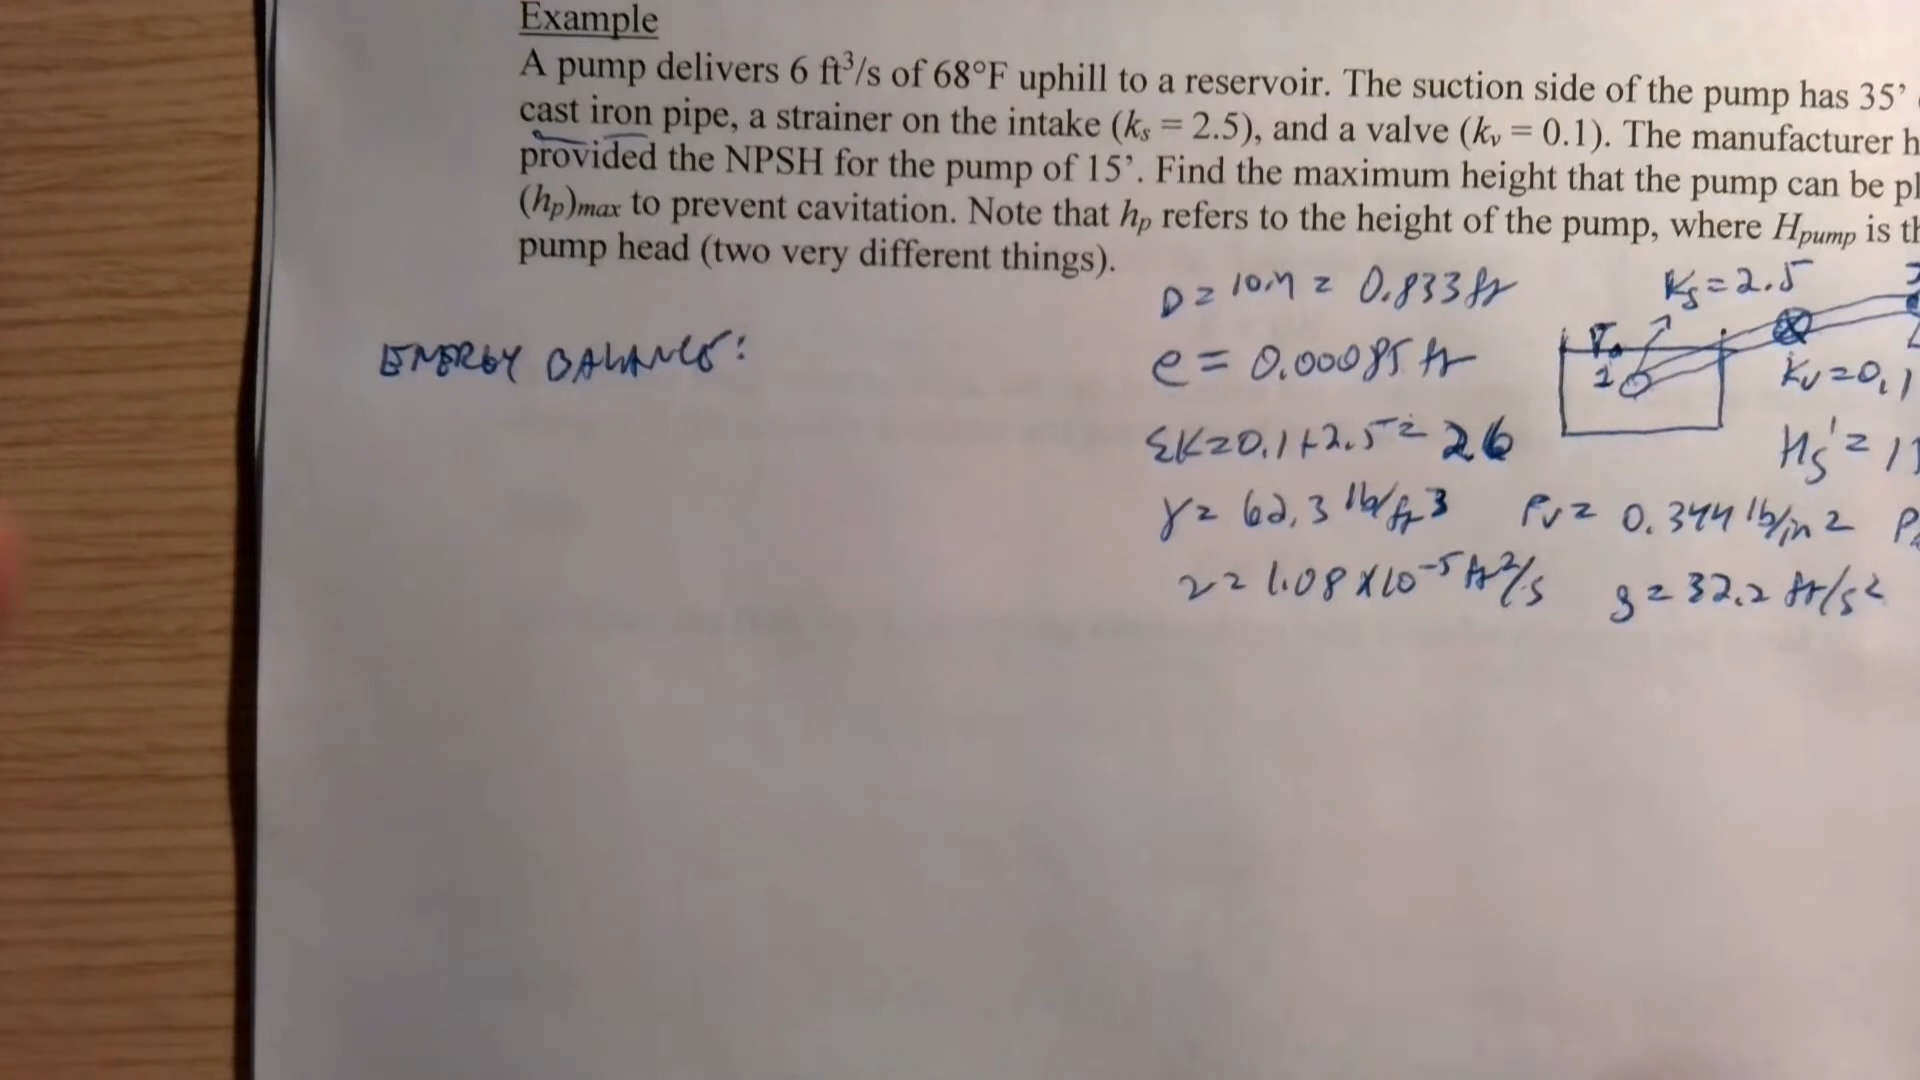 Example
A pump delivers 6 ft³/s of 68°F uphill to a reservoir. The suction side of the pump has 35'
cast iron pipe, a strainer on the intake (kₛ = 2.5), and a valve (kᵥ = 0.1). The manufacturer h
provided the NPSH for the pump of 15'. Find the maximum height that the pump can be pl
(hₚ)max to prevent cavitation. Note that hₚ refers to the height of the pump, where Hpump is th
pump head (two very different things).
D = 10in = 0.833 ft
Ks = 2.5
ENERGY BALANCE:
e = 0.00085 ft
1
Kv = 0.1
ΣK = 0.1 + 2.5 = 2.6
Hs' = 1
γ = 62.3 lb/ft3 Pv = 0.344 lb/in2 P
ν = 1.08 x 10⁻⁵ ft²/s g = 32.2 ft/s²